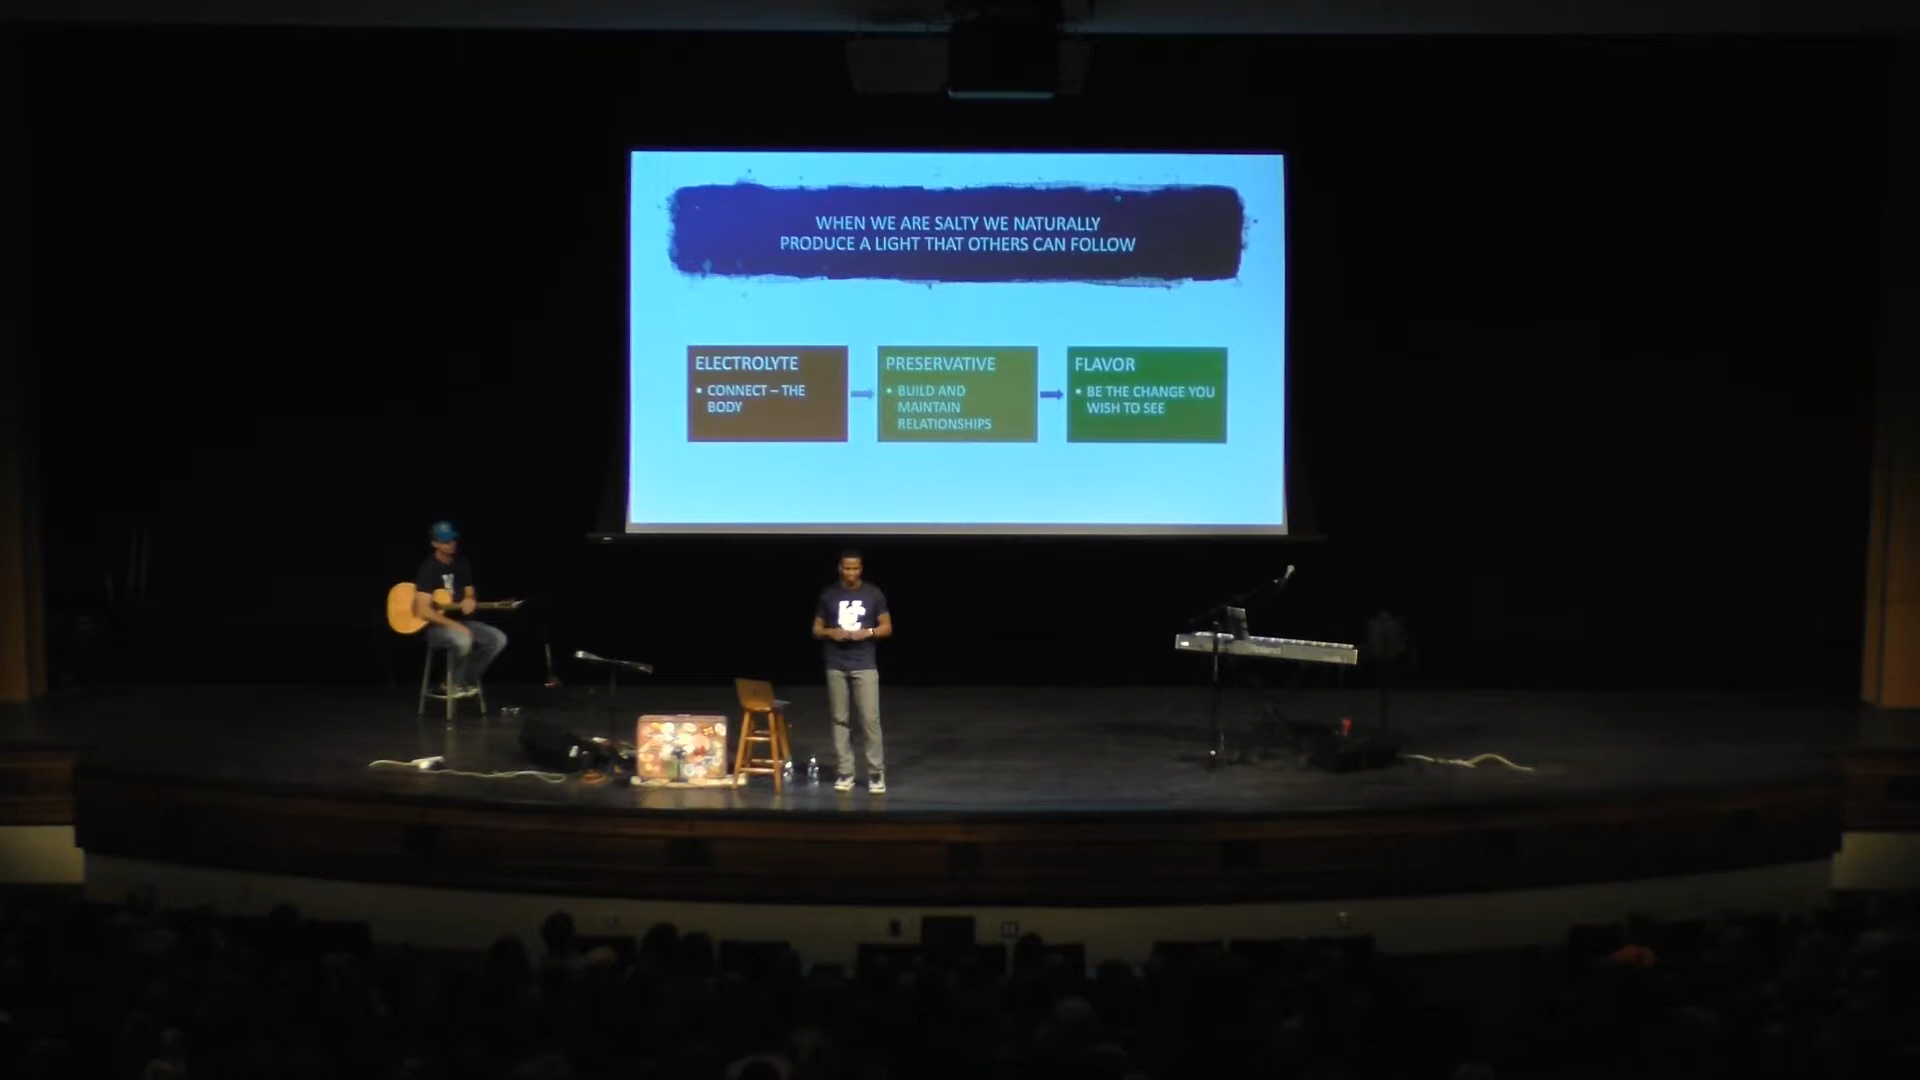 WHEN WE ARE SALTY WE NATURALLY
PRODUCE A LIGHT THAT OTHERS CAN FOLLOW
ELECTROLYTE
• CONNECT – THE
BODY
PRESERVATIVE
• BUILD AND
MAINTAIN
RELATIONSHIPS
FLAVOR
• BE THE CHANGE YOU
WISH TO SEE